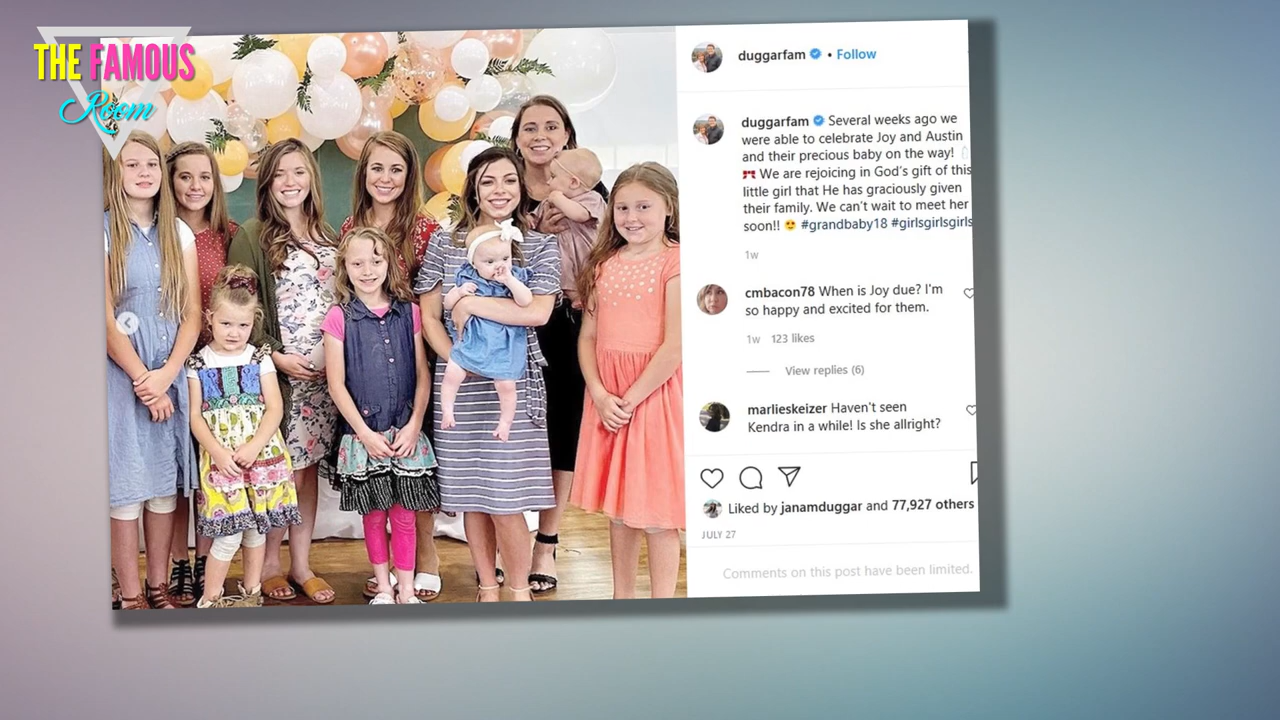 THE FAMOUS
Room
duggarfam • Follow
duggarfam Several weeks ago we
were able to celebrate Joy and Austin
and their precious baby on the way!
We are rejoicing in God's gift of this
little girl that He has graciously given
their family. We can't wait to meet her
soon!! 😍 #grandbaby18 #girlsgirlsgirls
1w
cmbacon78 When is Joy due? I'm
so happy and excited for them.
1w 123 likes
View replies (6)
marlieskeizer Haven't seen
Kendra in a while! Is she allright?
Liked by janamduggar and 77,927 others
JULY 27
Comments on this post have been limited.